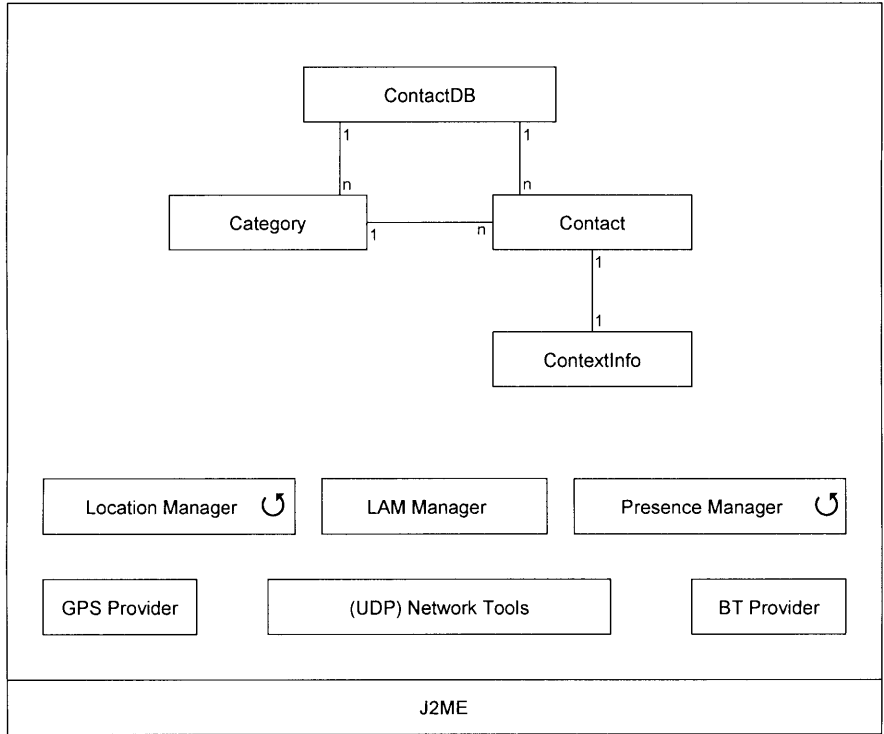 ContactDB
1 1
n n
Category 1 n Contact
1
1
ContextInfo
Location Manager LAM Manager Presence Manager
GPS Provider (UDP) Network Tools BT Provider
J2ME